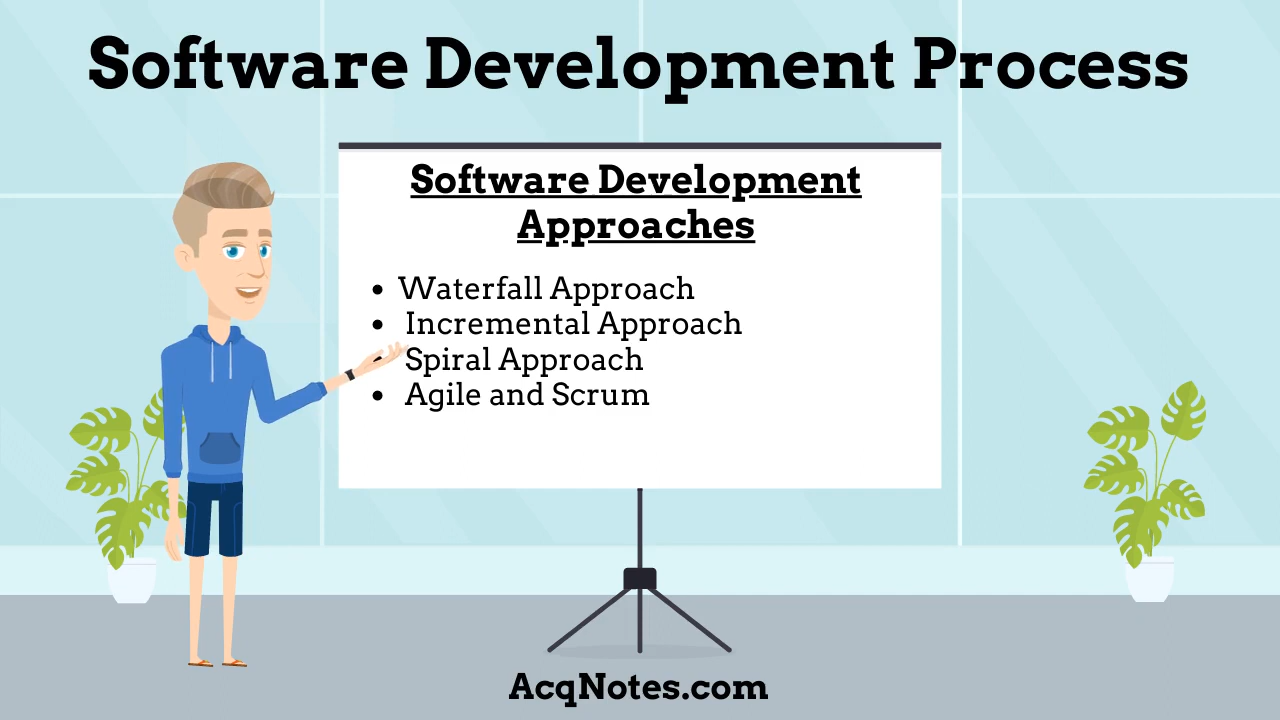 Software Development Process
Software Development
Approaches
• Waterfall Approach
• Incremental Approach
Spiral Approach
• Agile and Scrum
AcqNotes.com